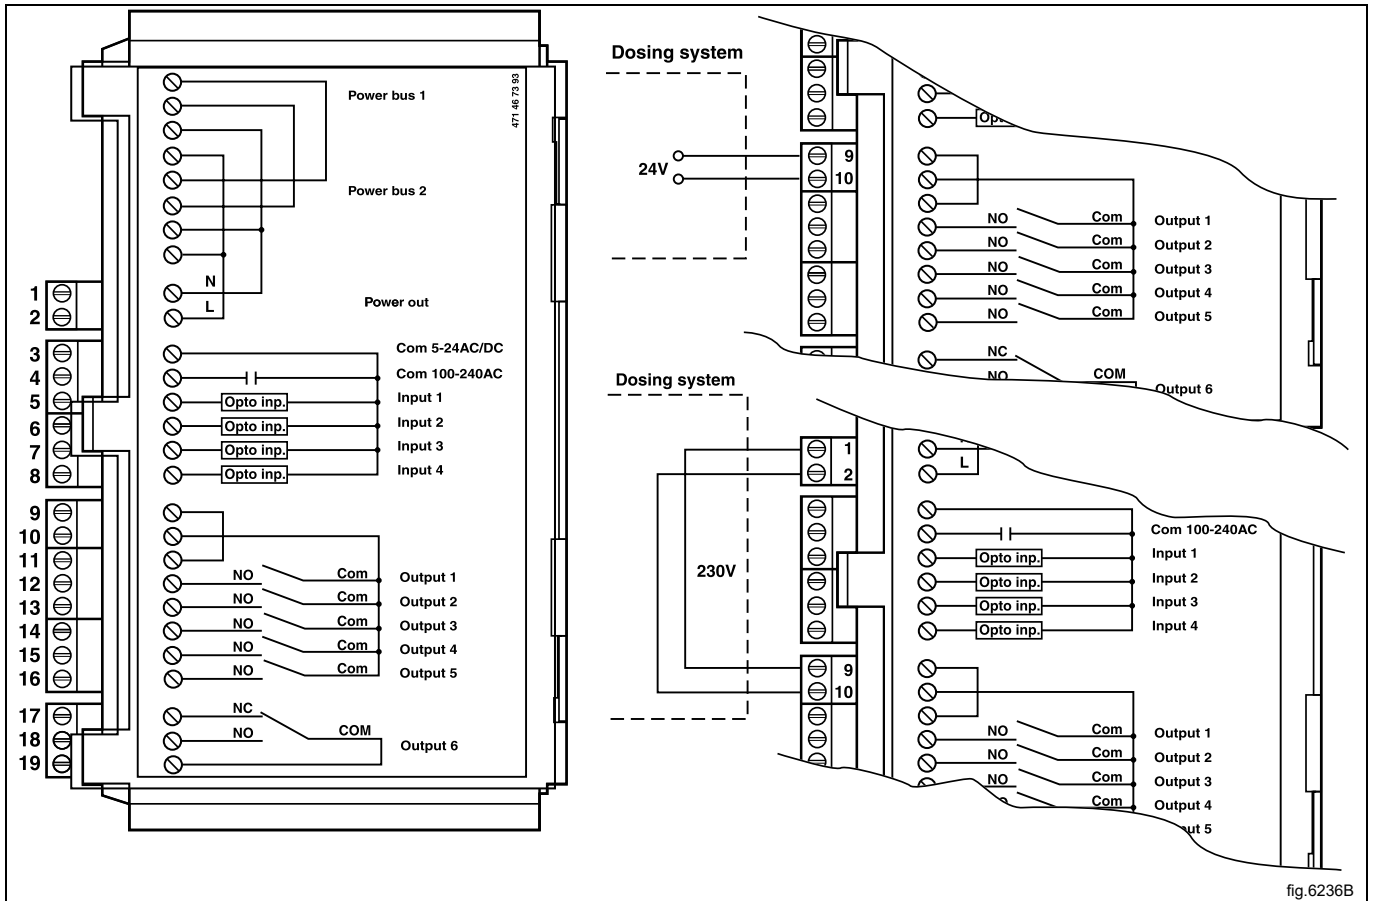 471 46 73 93
Power bus 1
Power bus 2
N
L
Power out
1
2
3
4
5
6
7
8
9
10
11
12
13
14
15
16
17
18
19
Com 5-24AC/DC
Com 100-240AC
Opto inp. Input 1
Opto inp. Input 2
Opto inp. Input 3
Opto inp. Input 4
NO Com Output 1
NO Com Output 2
NO Com Output 3
NO Com Output 4
NO Com Output 5
NC
NO COM Output 6
Dosing system
24V
9
10
NO Com Output 1
NO Com Output 2
NO Com Output 3
NO Com Output 4
NO Com Output 5
NC
NO COM
Output 6
Dosing system
230V
1
2
L
Com 100-240AC
Opto inp. Input 1
Opto inp. Input 2
Opto inp. Input 3
Opto inp. Input 4
9
10
NO Com Output 1
NO Com Output 2
NO Com Output 3
Com Output 4
fig.6236B